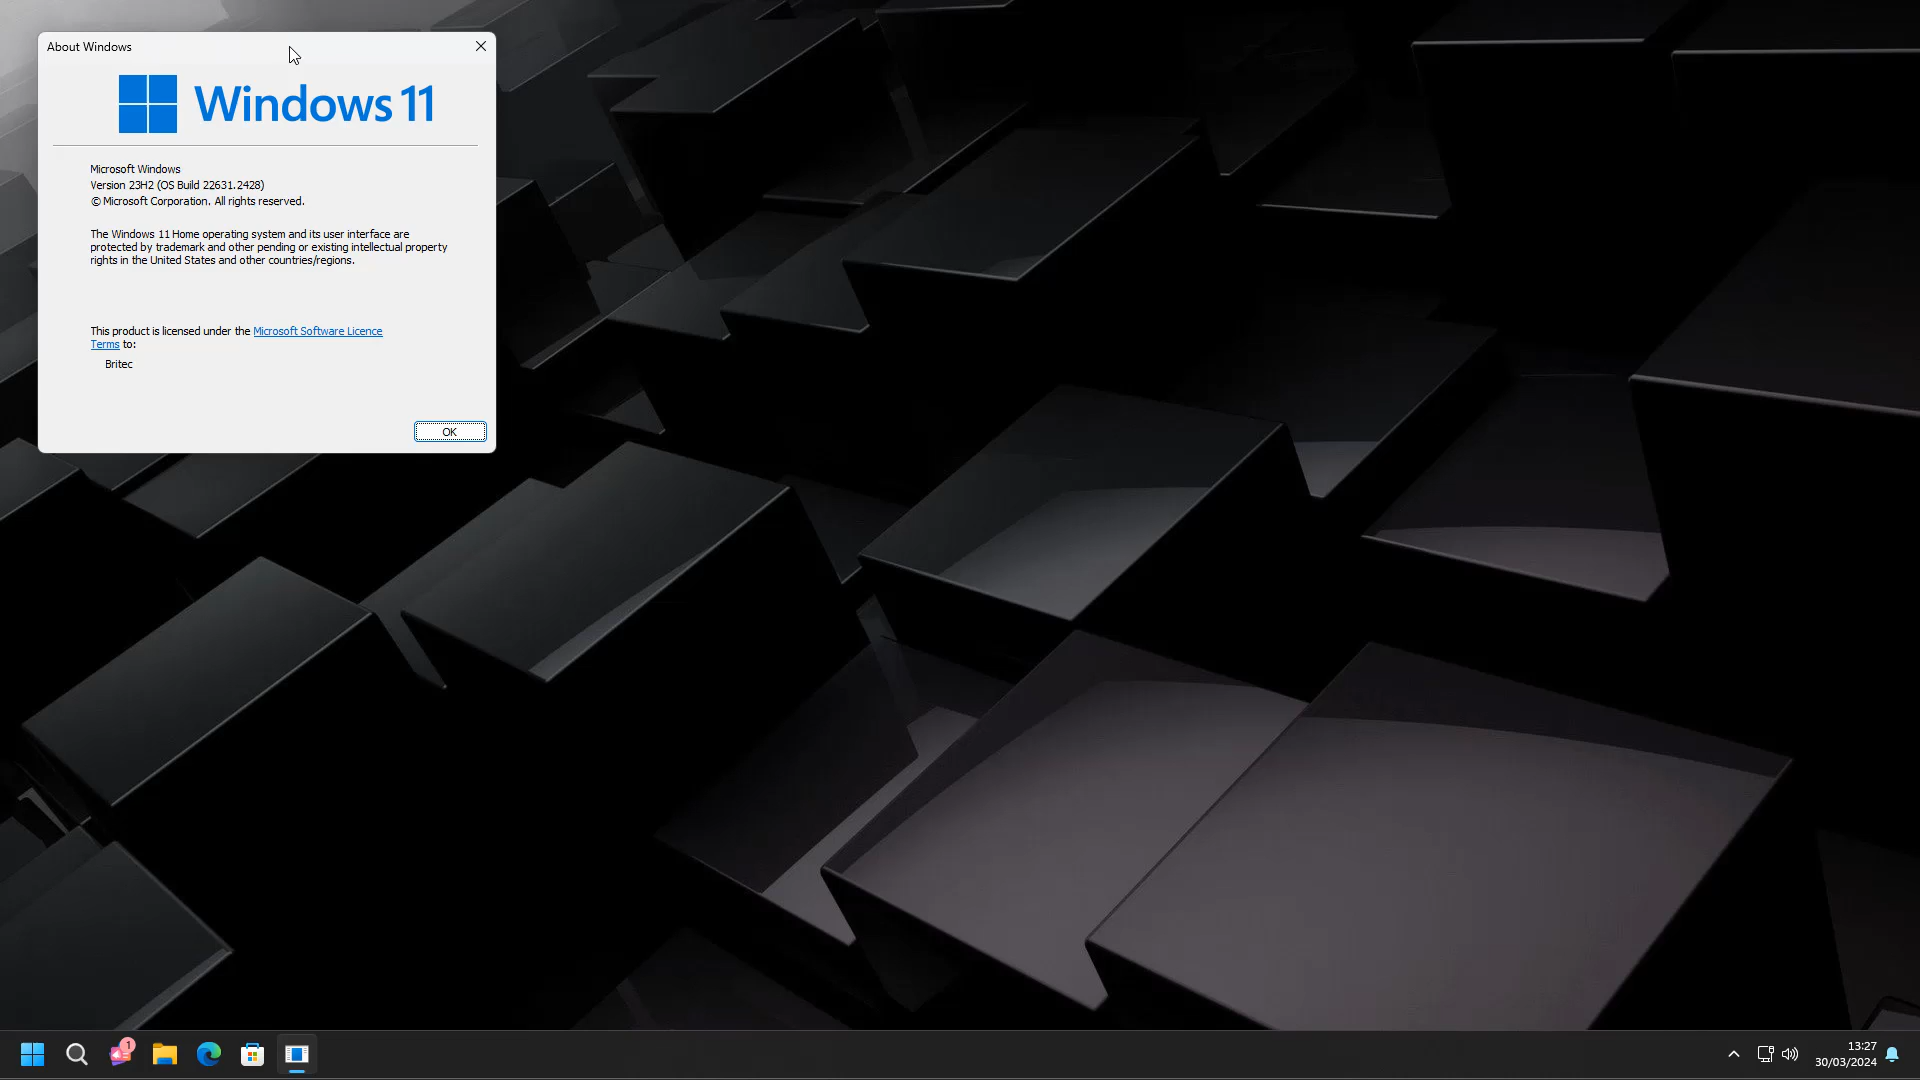 About Windows
Windows 11
Microsoft Windows
Version 23H2 (OS Build 22631.2428)
© Microsoft Corporation. All rights reserved.
The Windows 11 Home operating system and its user interface are
protected by trademark and other pending or existing intellectual property
rights in the United States and other countries/regions.
This product is licensed under the Microsoft Software Licence
Terms to:
Britec
OK
1
13:27
30/03/2024